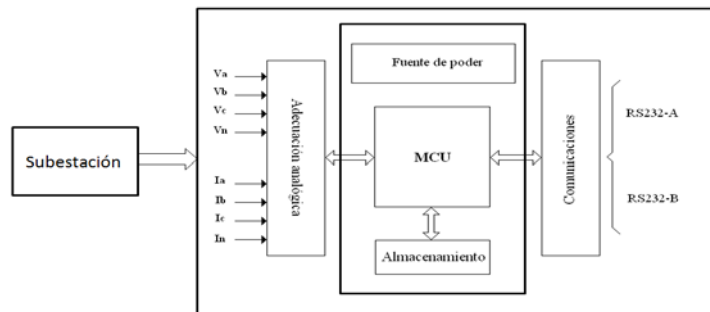 Subestación
Va
Vb
Vc
Vn
Ia
Ib
Ic
In
Adecuación analógica
Fuente de poder
MCU
Almacenamiento
Comunicaciones
RS232-A
RS232-B